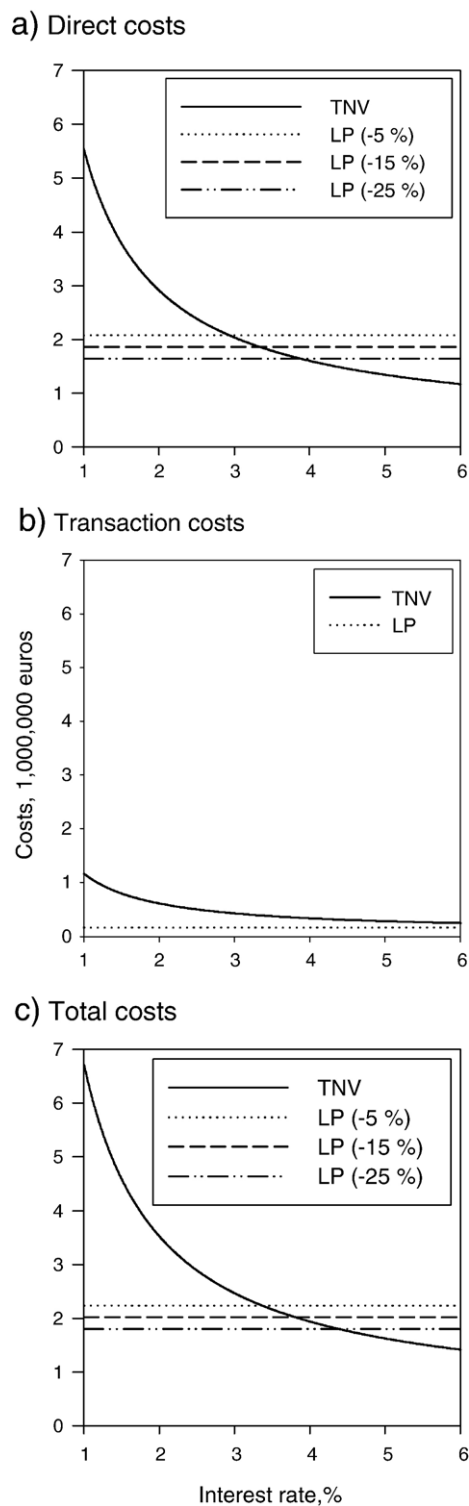 a) Direct costs
7
6
5
4
3
2
1
0
TNV
LP (-5 %)
LP (-15 %)
LP (-25 %)
1 2 3 4 5 6
b) Transaction costs
Costs, 1,000,000 euros
7
6
5
4
3
2
1
0
TNV
LP
1 2 3 4 5 6
c) Total costs
7
6
5
4
3
2
1
0
TNV
LP (-5 %)
LP (-15 %)
LP (-25 %)
1 2 3 4 5 6
Interest rate,%